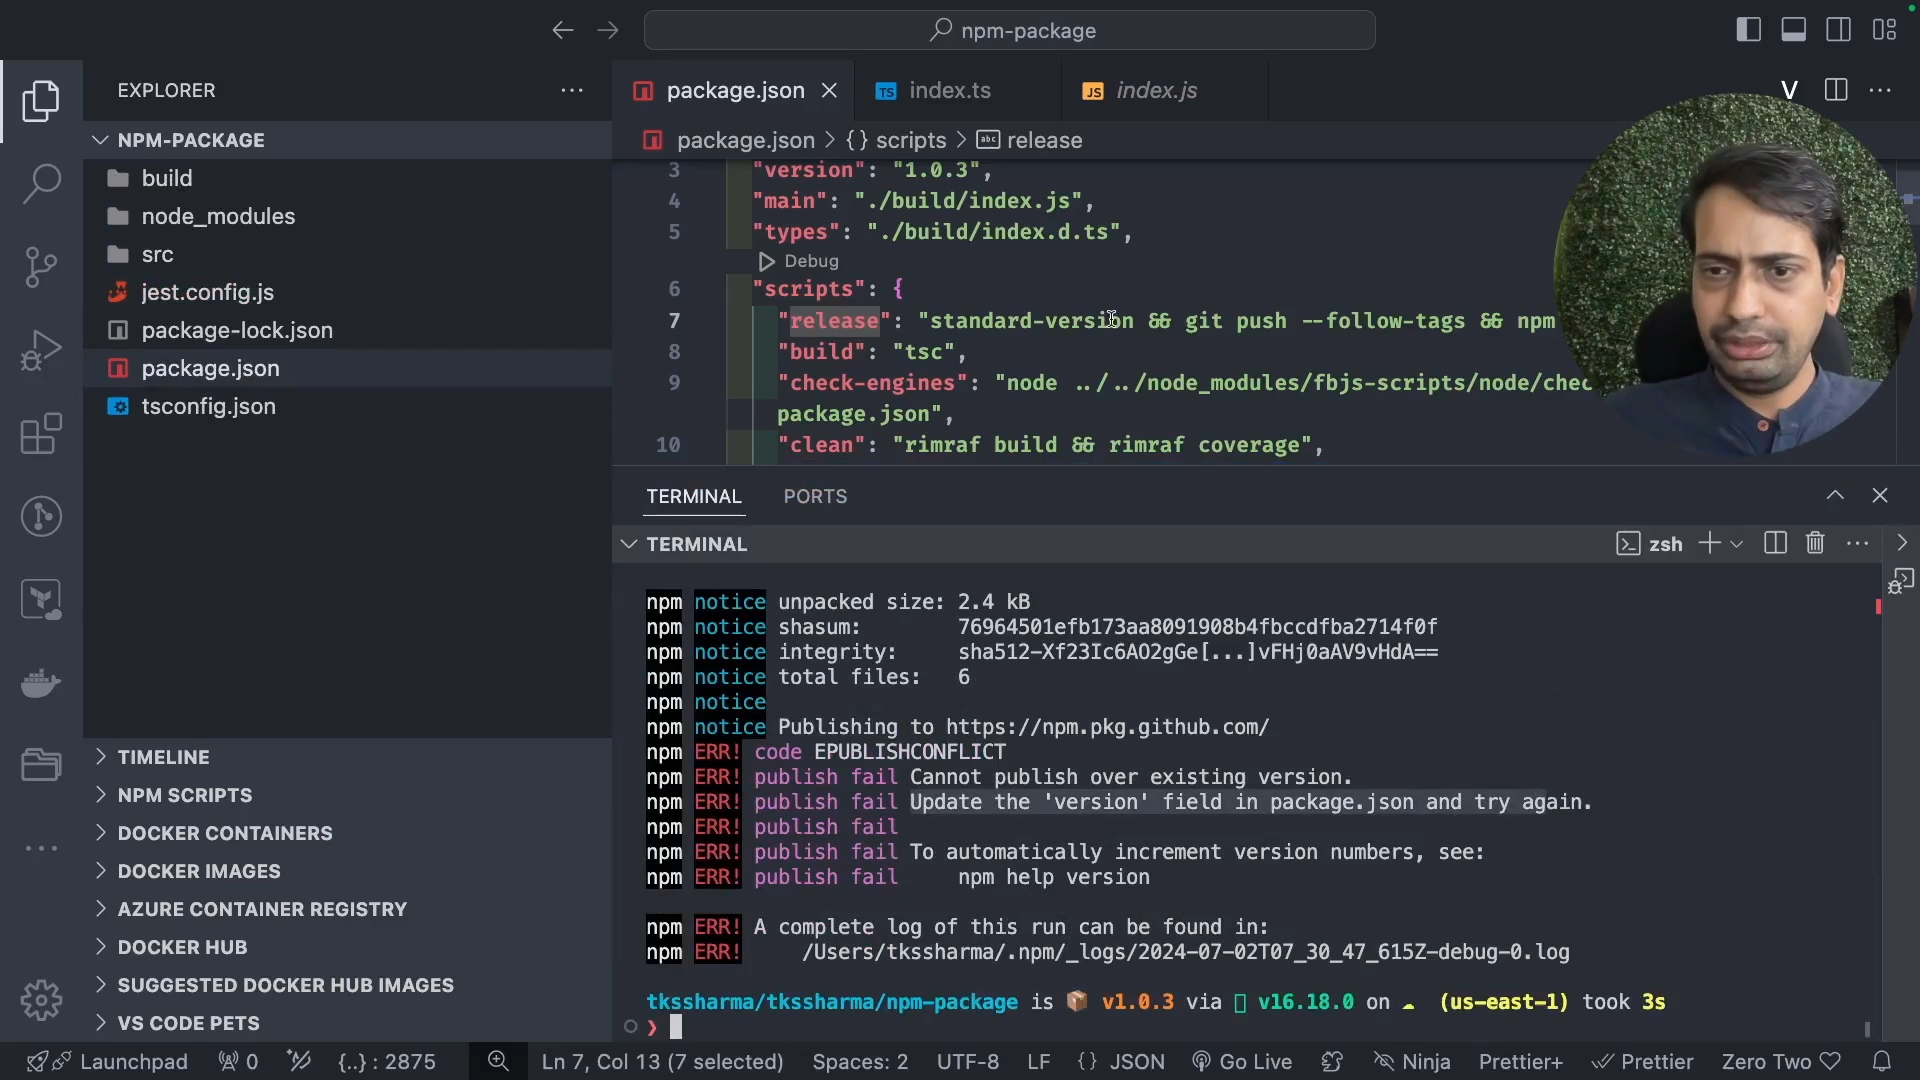 npm-package
EXPLORER
NPM-PACKAGE
build
node_modules
src
jest.config.js
package-lock.json
package.json
tsconfig.json
TIMELINE
NPM SCRIPTS
DOCKER CONTAINERS
DOCKER IMAGES
AZURE CONTAINER REGISTRY
DOCKER HUB
SUGGESTED DOCKER HUB IMAGES
VS CODE PETS
package.json
TS index.ts
JS index.js
V
package.json > {} scripts > abc release
3 "version": "1.0.3",
4 "main": "./build/index.js",
5 "types": "./build/index.d.ts",
Debug
6 "scripts": {
7 "release": "standard-version && git push --follow-tags && npm
8 "build": "tsc",
9 "check-engines": "node ../../node_modules/fbjs-scripts/node/chec
package.json",
10 "clean": "rimraf build && rimraf coverage",
TERMINAL PORTS
TERMINAL
zsh
npm notice unpacked size: 2.4 kB
npm notice shasum: 76964501efb173aa8091908b4fbccdfba2714f0f
npm notice integrity: sha512-Xf23Ic6AO2gGe[...]vFHj0aAV9vHdA==
npm notice total files: 6
npm notice
npm notice Publishing to https://npm.pkg.github.com/
npm ERR! code EPUBLISHCONFLICT
npm ERR! publish fail Cannot publish over existing version.
npm ERR! publish fail Update the 'version' field in package.json and try again.
npm ERR! publish fail
npm ERR! publish fail To automatically increment version numbers, see:
npm ERR! publish fail npm help version
npm ERR! A complete log of this run can be found in:
npm ERR! /Users/tkssharma/.npm/_logs/2024-07-02T07_30_47_615Z-debug-0.log
tkssharma/tkssharma/npm-package is 📦 v1.0.3 via v16.18.0 on ☁ (us-east-1) took 3s
❯
Launchpad 0 {..} : 2875 Ln 7, Col 13 (7 selected) Spaces: 2 UTF-8 LF {} JSON Go Live Ninja Prettier+ Prettier Zero Two